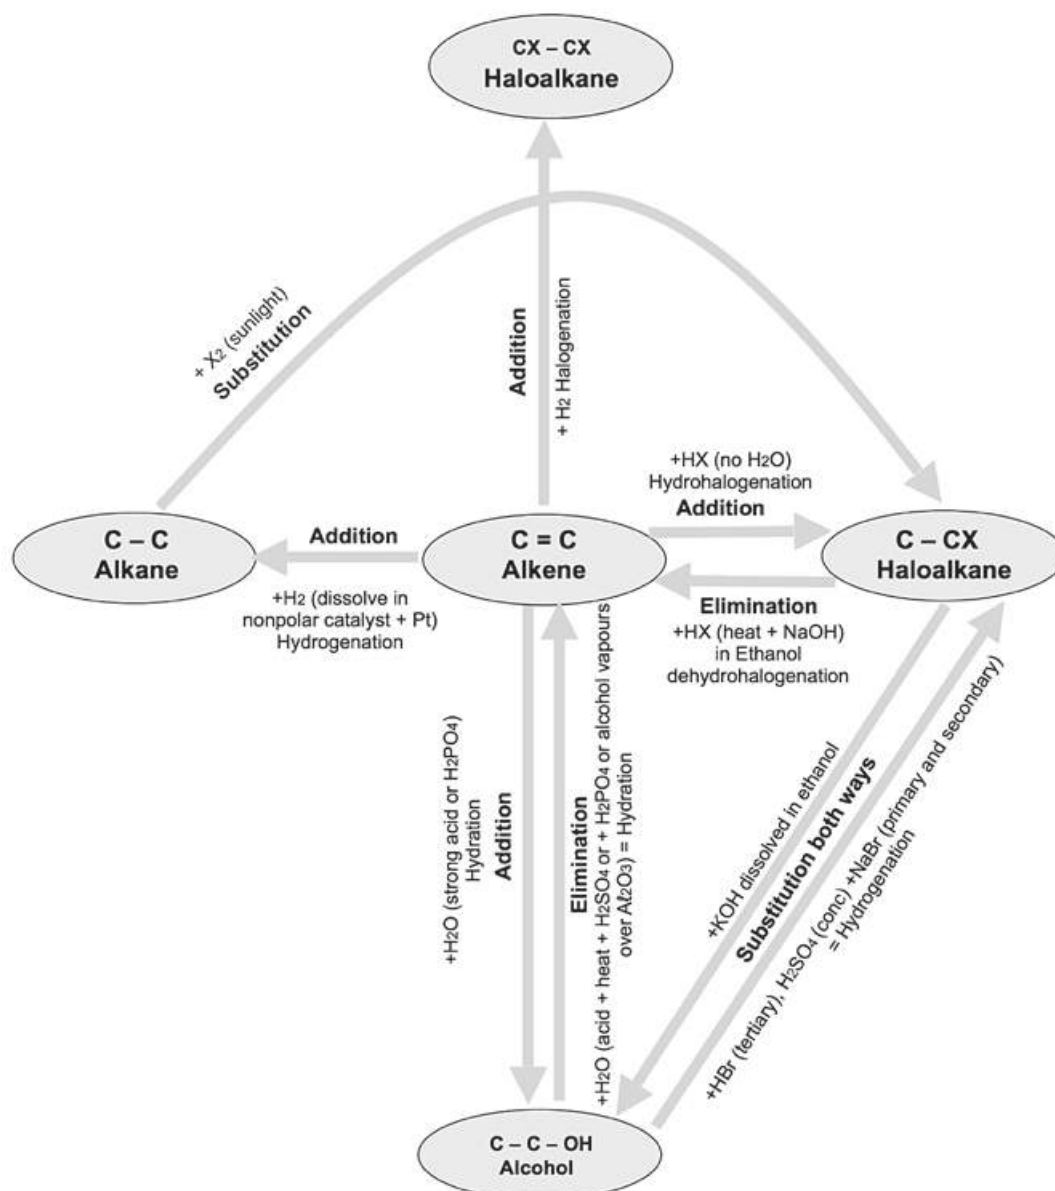 CX – CX
Haloalkane
+ X2 (sunlight)
Substitution
Addition
+ H2 Halogenation
+HX (no H2O)
Hydrohalogenation
Addition
C – C
Alkane
Addition
+H2 (dissolve in
nonpolar catalyst + Pt)
Hydrogenation
C = C
Alkene
C – CX
Haloalkane
Elimination
+HX (heat + NaOH)
in Ethanol
dehydrohalogenation
+H2O (strong acid or H2PO4)
Hydration
Addition
Elimination
+H2O (acid + heat + H2SO4 or + H2PO4 or alcohol vapours
over Aℓ2O3) = Hydration
+KOH dissolved in ethanol
Substitution both ways
+HBr (tertiary), H2SO4 (conc) +NaBr (primary and secondary)
= Hydrogenation
C – C – OH
Alcohol